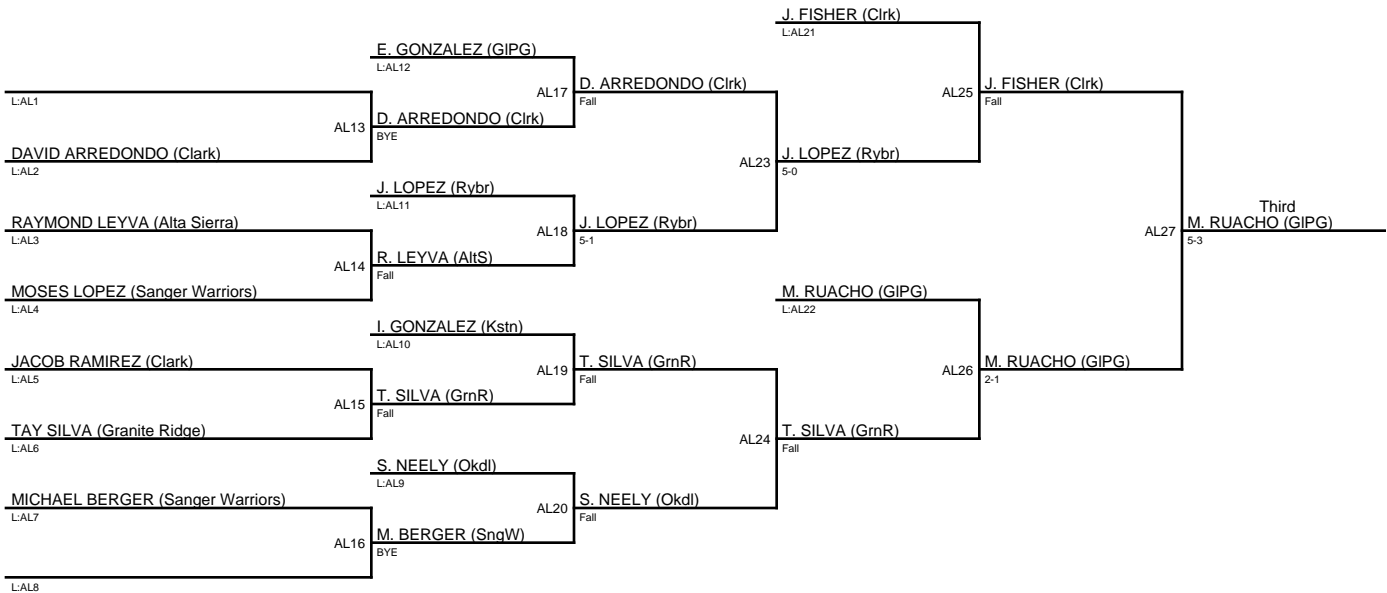 J. FISHER (Clrk)
L:AL21
E. GONZALEZ (GlPG)
L:AL12
AL17
D. ARREDONDO (Clrk)
Fall
AL25
J. FISHER (Clrk)
Fall
L:AL1
AL13
D. ARREDONDO (Clrk)
BYE
DAVID ARREDONDO (Clark)
L:AL2
AL23
J. LOPEZ (Rybr)
5-0
J. LOPEZ (Rybr)
L:AL11
RAYMOND LEYVA (Alta Sierra)
L:AL3
AL18
J. LOPEZ (Rybr)
5-1
AL27
Third
M. RUACHO (GlPG)
5-3
AL14
R. LEYVA (AltS)
Fall
MOSES LOPEZ (Sanger Warriors)
L:AL4
M. RUACHO (GlPG)
L:AL22
I. GONZALEZ (Kstn)
L:AL10
JACOB RAMIREZ (Clark)
L:AL5
AL19
T. SILVA (GrnR)
Fall
AL26
M. RUACHO (GlPG)
2-1
AL15
T. SILVA (GrnR)
Fall
TAY SILVA (Granite Ridge)
L:AL6
AL24
T. SILVA (GrnR)
Fall
S. NEELY (Okdl)
L:AL9
MICHAEL BERGER (Sanger Warriors)
L:AL7
AL20
S. NEELY (Okdl)
Fall
AL16
M. BERGER (SngW)
BYE
L:AL8